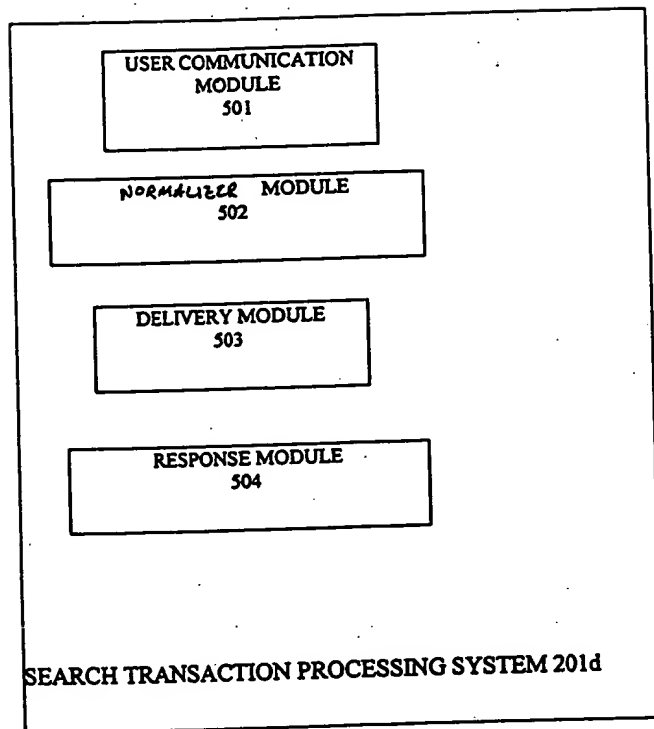 USER COMMUNICATION
MODULE
501
NORMALIZER MODULE
502
DELIVERY MODULE
503
RESPONSE MODULE
504
SEARCH TRANSACTION PROCESSING SYSTEM 201d